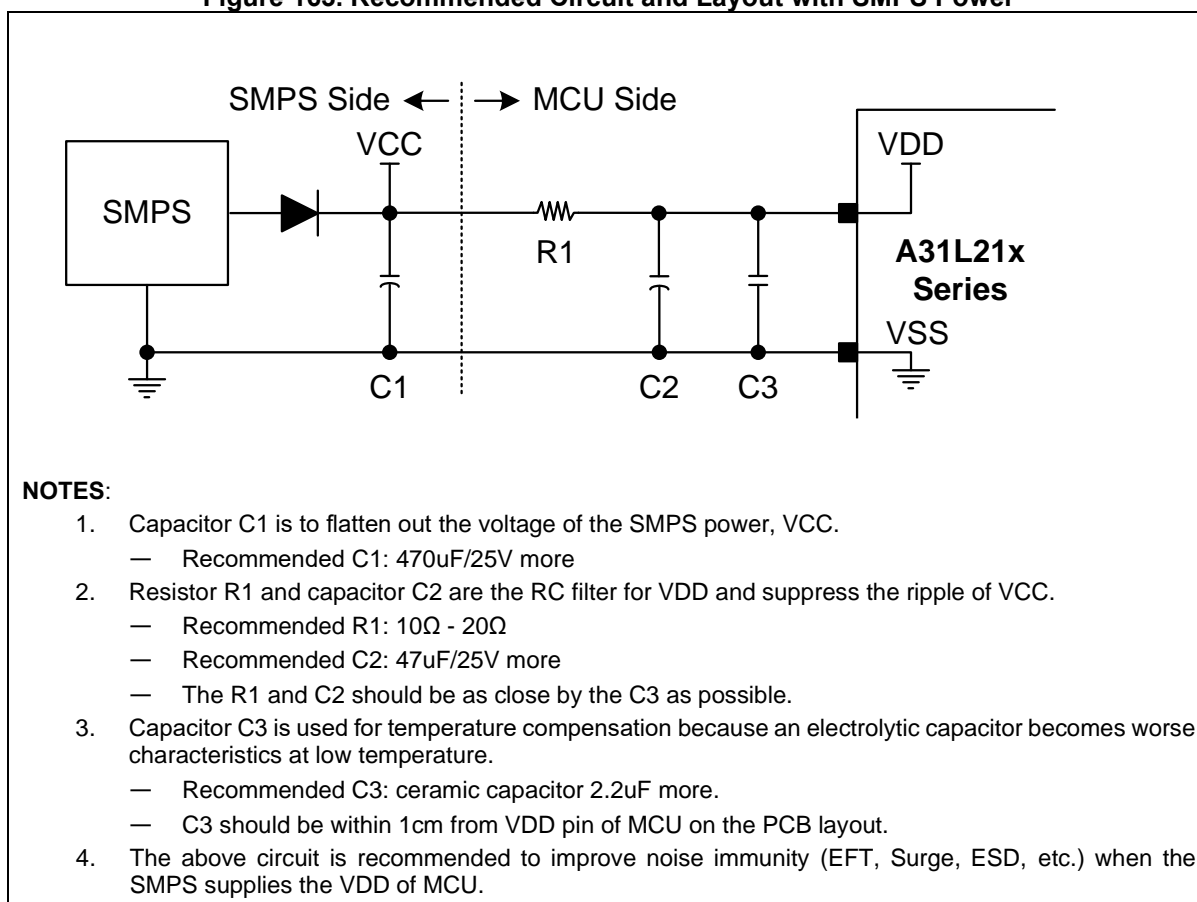 Figure 163. Recommended Circuit and Layout with SMPS Power
SMPS Side MCU Side
VCC
VDD
SMPS
R1
A31L21x
Series
VSS
C1
C2
C3
NOTES:
1. Capacitor C1 is to flatten out the voltage of the SMPS power, VCC.
— Recommended C1: 470uF/25V more
2. Resistor R1 and capacitor C2 are the RC filter for VDD and suppress the ripple of VCC.
— Recommended R1: 10Ω - 20Ω
— Recommended C2: 47uF/25V more
— The R1 and C2 should be as close by the C3 as possible.
3. Capacitor C3 is used for temperature compensation because an electrolytic capacitor becomes worse
characteristics at low temperature.
— Recommended C3: ceramic capacitor 2.2uF more.
— C3 should be within 1cm from VDD pin of MCU on the PCB layout.
4. The above circuit is recommended to improve noise immunity (EFT, Surge, ESD, etc.) when the
SMPS supplies the VDD of MCU.